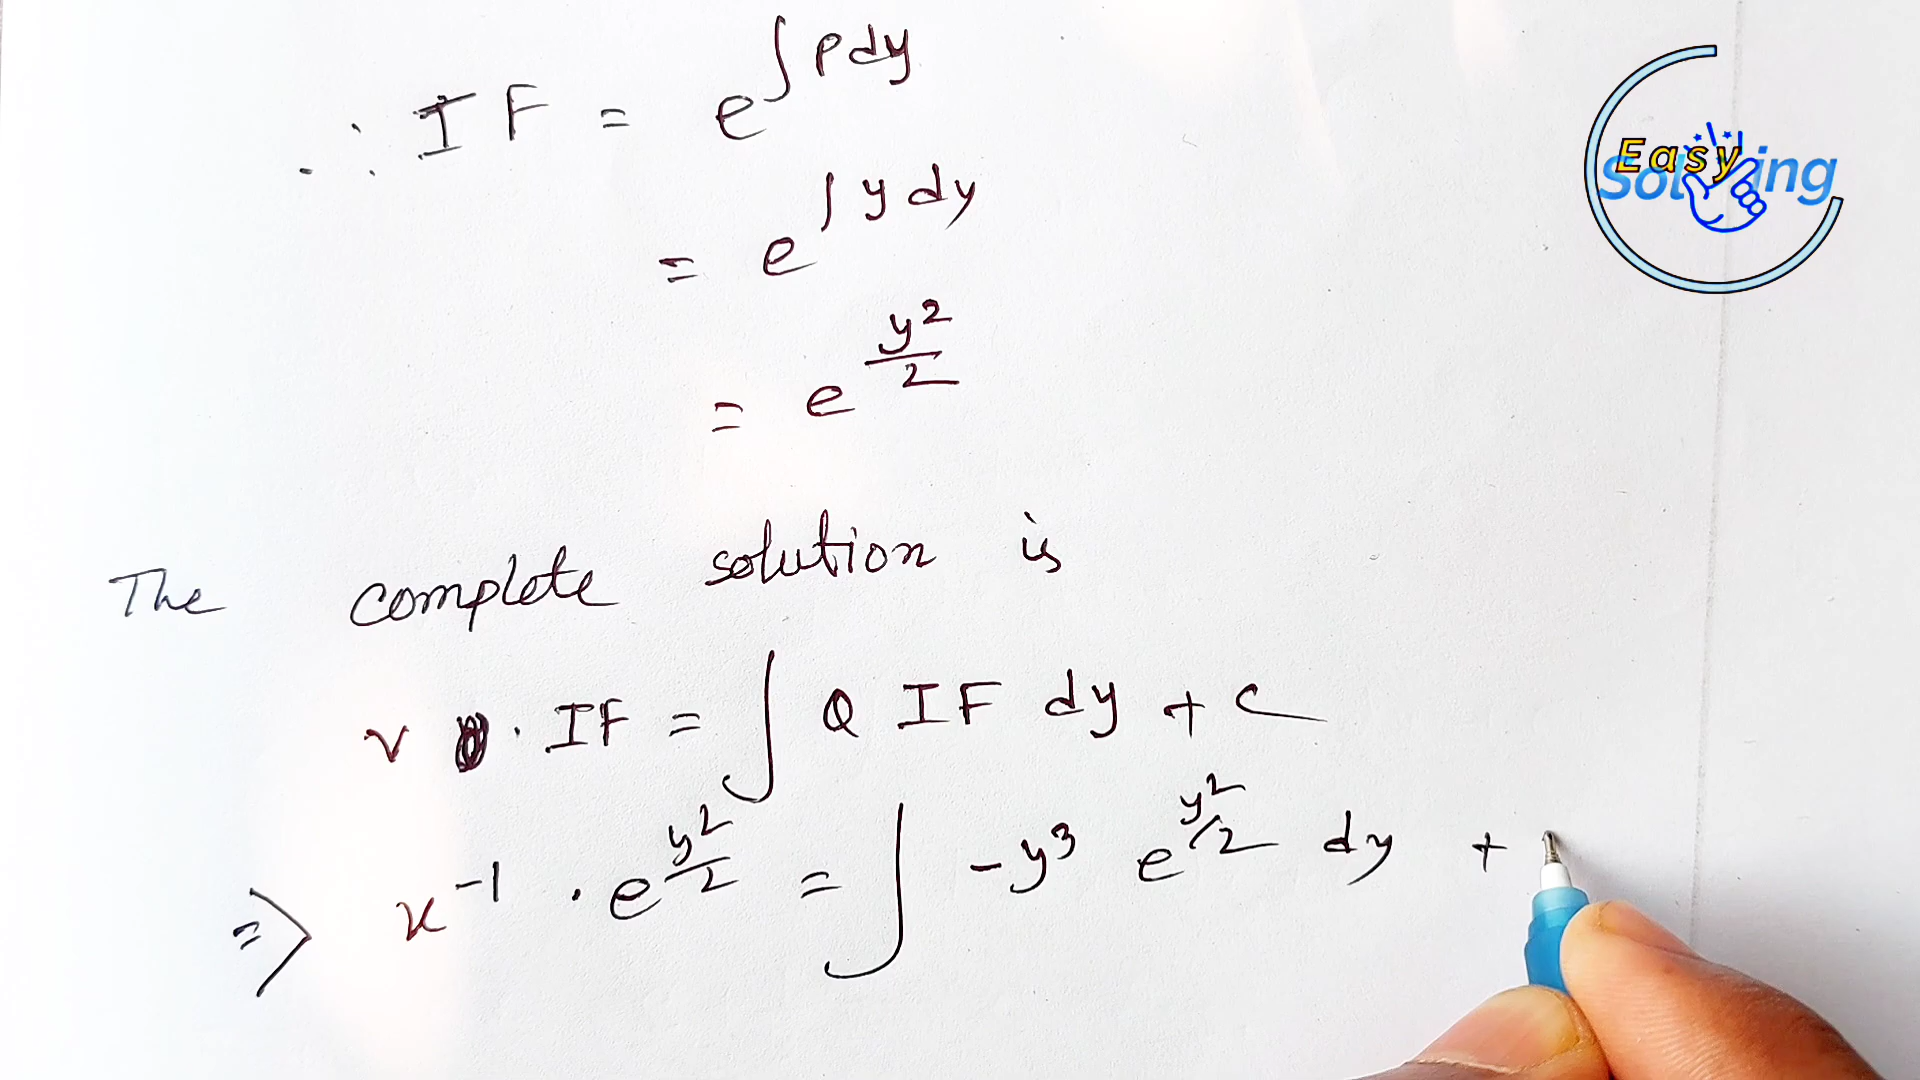 ∴ IF = e^∫Pdy
= e^∫y dy
= e^y²/2
The complete solution is
v · IF = ∫ Q IF dy + c
⇒ x⁻¹ · e^y²/2 = ∫ -y³ e^y²/2 dy +
Easy
Solving